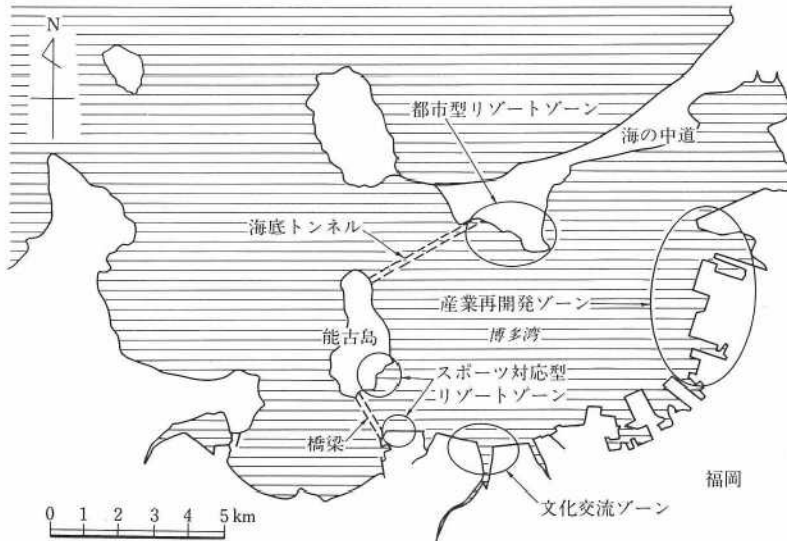 N
都市型リゾートゾーン
海の中道
海底トンネル
産業再開発ゾーン
能古島
博多湾
スポーツ対応型
リゾートゾーン
橋梁
福岡
文化交流ゾーン
0 1 2 3 4 5 km